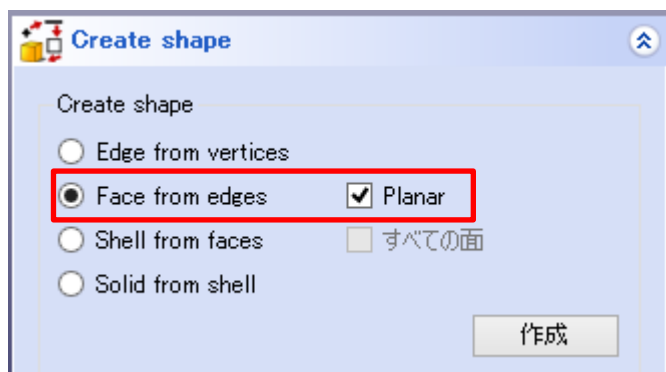 Create shape
Create shape
Edge from vertices
Face from edges Planar
Shell from faces すべての面
Solid from shell
作成